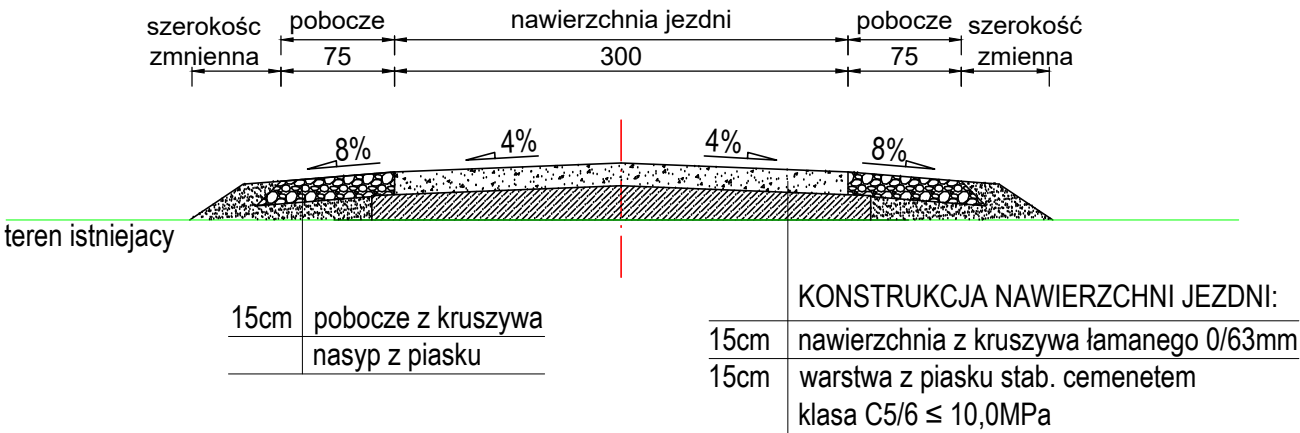 szerokośc pobocze nawierzchnia jezdni pobocze szerokość
zmnienna 75 300 75 zmienna
8% 4% 4% 8%
teren istniejacy
KONSTRUKCJA NAWIERZCHNI JEZDNI:
15cm pobocze z kruszywa
nasyp z piasku
15cm nawierzchnia z kruszywa łamanego 0/63mm
15cm warstwa z piasku stab. cemenetem
klasa C5/6 ≤ 10,0MPa